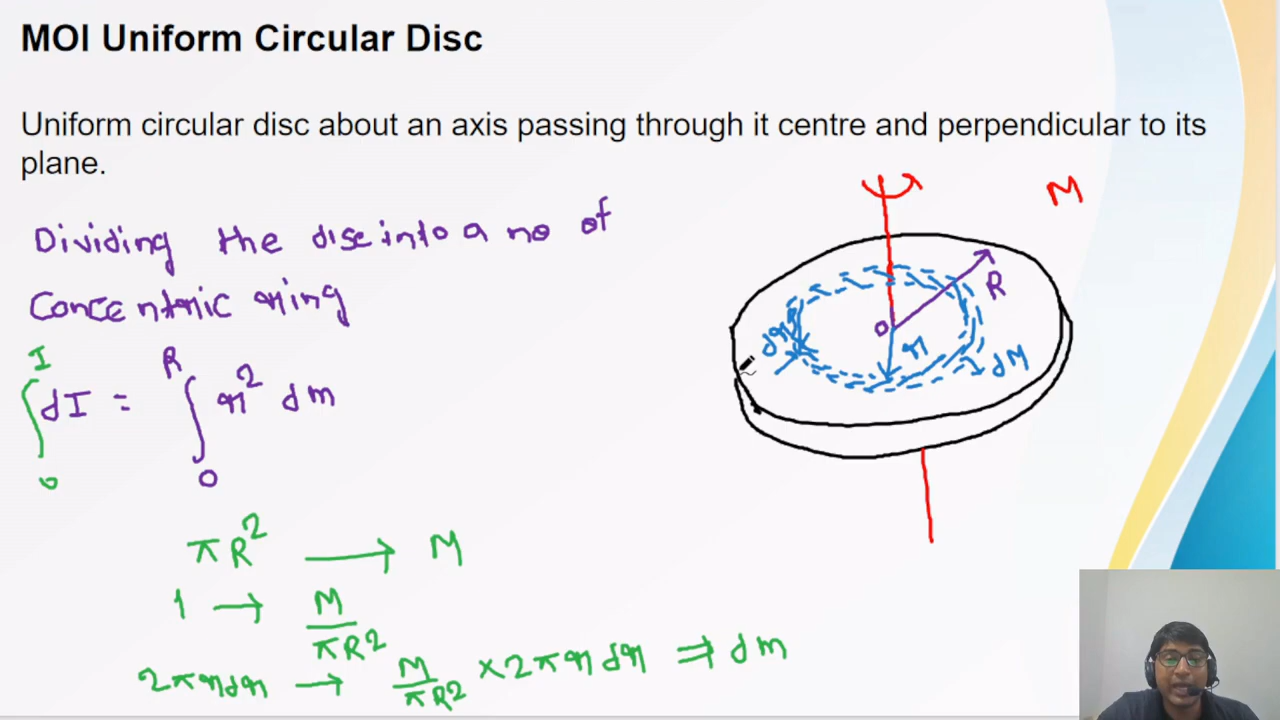 MOI Uniform Circular Disc
Uniform circular disc about an axis passing through it centre and perpendicular to its
plane.
M
Dividing the disc into a no of
Concentric ring
R
O
dr
r
dM
∫₀ᴵ dI = ∫₀ᴿ r² dm
πR² → M
1 → M/πR²
2πrdr → M/πR² × 2πrdr ⇒ dm